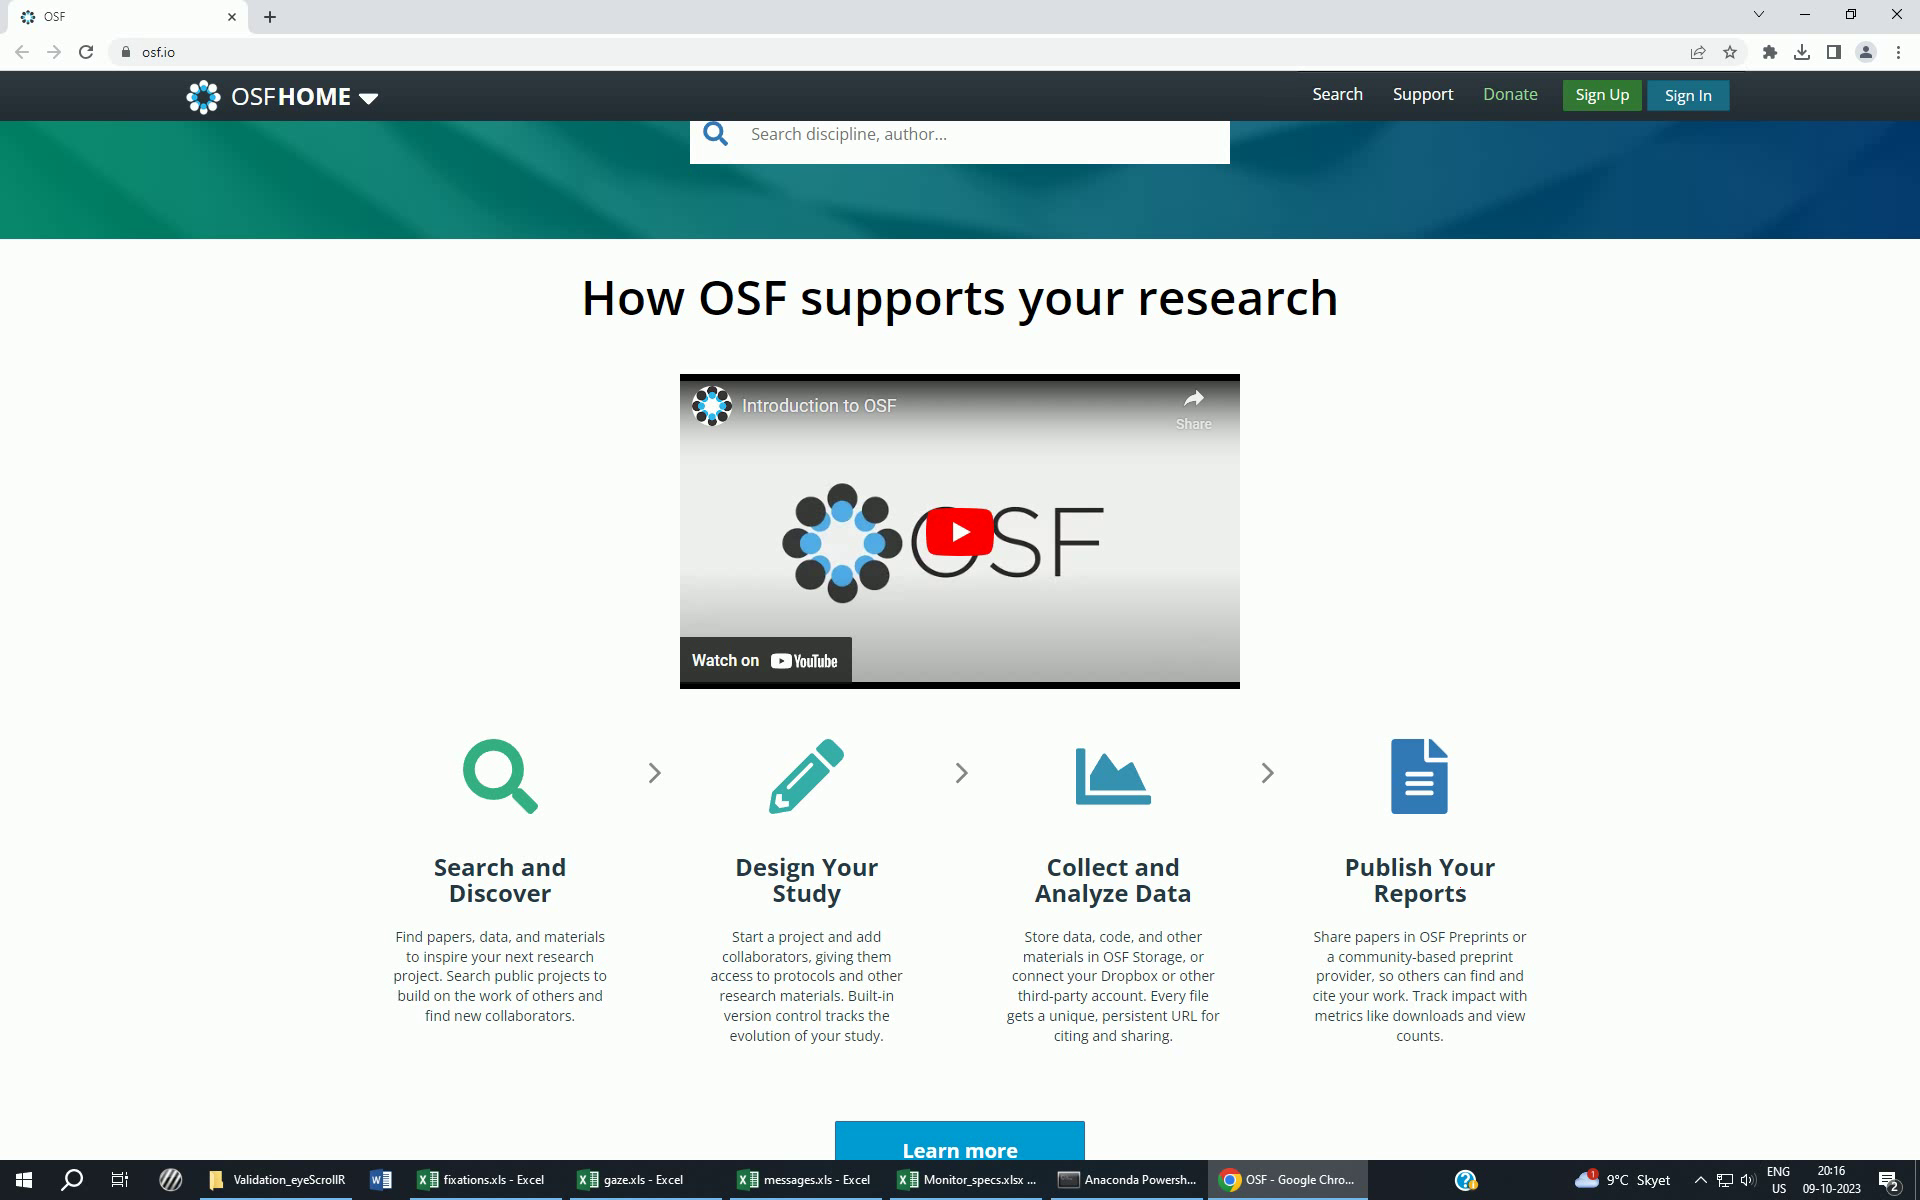 OSF
osf.io
OSFHOME
Search Support Donate Sign Up Sign In
Search discipline, author...
How OSF supports your research
Introduction to OSF
Share
OSF
Watch on YouTube
Search and
Discover
Find papers, data, and materials
to inspire your next research
project. Search public projects to
build on the work of others and
find new collaborators.
Design Your
Study
Start a project and add
collaborators, giving them
access to protocols and other
research materials. Built-in
version control tracks the
evolution of your study.
Collect and
Analyze Data
Store data, code, and other
materials in OSF Storage, or
connect your Dropbox or other
third-party account. Every file
gets a unique, persistent URL for
citing and sharing.
Publish Your
Reports
Share papers in OSF Preprints or
a community-based preprint
provider, so others can find and
cite your work. Track impact with
metrics like downloads and view
counts.
Learn more
Validation_eyeScrollR
fixations.xls - Excel
gaze.xls - Excel
messages.xls - Excel
Monitor_specs.xlsx ...
Anaconda Powersh...
OSF - Google Chro...
1
9°C Skyet
ENG
US
20:16
09-10-2023
2